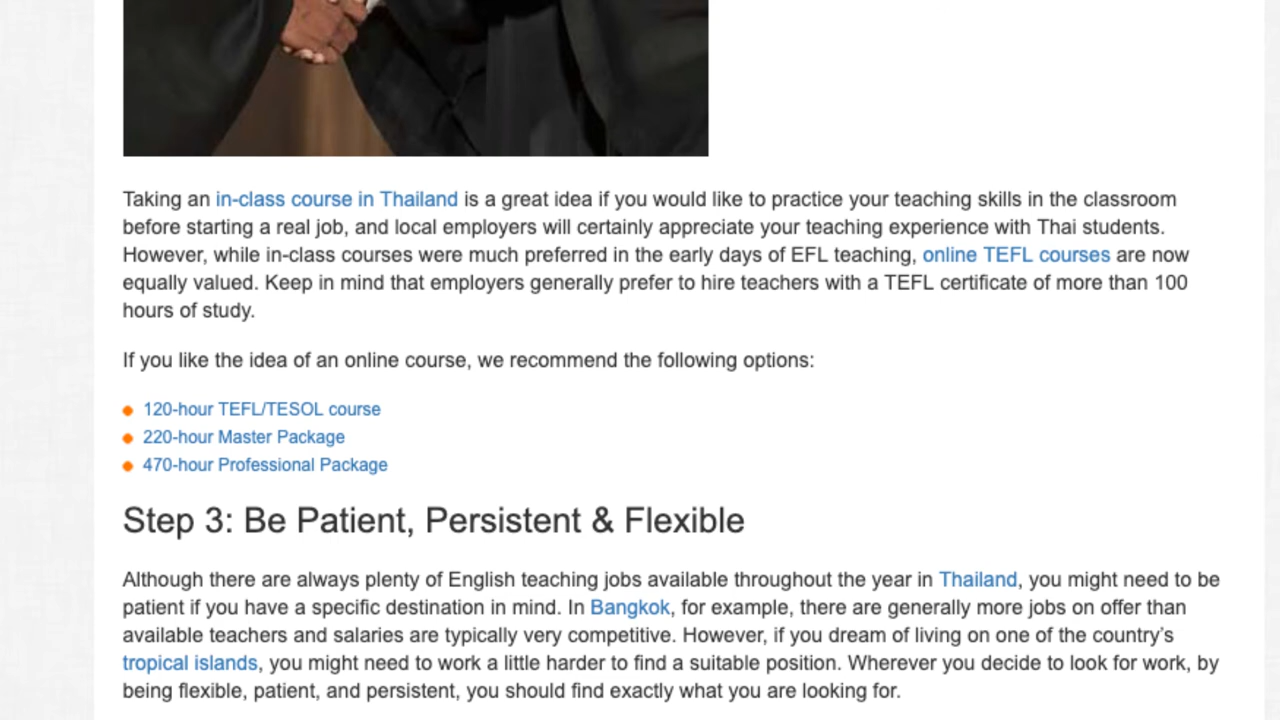 Taking an in-class course in Thailand is a great idea if you would like to practice your teaching skills in the classroom
before starting a real job, and local employers will certainly appreciate your teaching experience with Thai students.
However, while in-class courses were much preferred in the early days of EFL teaching, online TEFL courses are now
equally valued. Keep in mind that employers generally prefer to hire teachers with a TEFL certificate of more than 100
hours of study.
If you like the idea of an online course, we recommend the following options:
120-hour TEFL/TESOL course
220-hour Master Package
470-hour Professional Package
Step 3: Be Patient, Persistent & Flexible
Although there are always plenty of English teaching jobs available throughout the year in Thailand, you might need to be
patient if you have a specific destination in mind. In Bangkok, for example, there are generally more jobs on offer than
available teachers and salaries are typically very competitive. However, if you dream of living on one of the country's
tropical islands, you might need to work a little harder to find a suitable position. Wherever you decide to look for work, by
being flexible, patient, and persistent, you should find exactly what you are looking for.